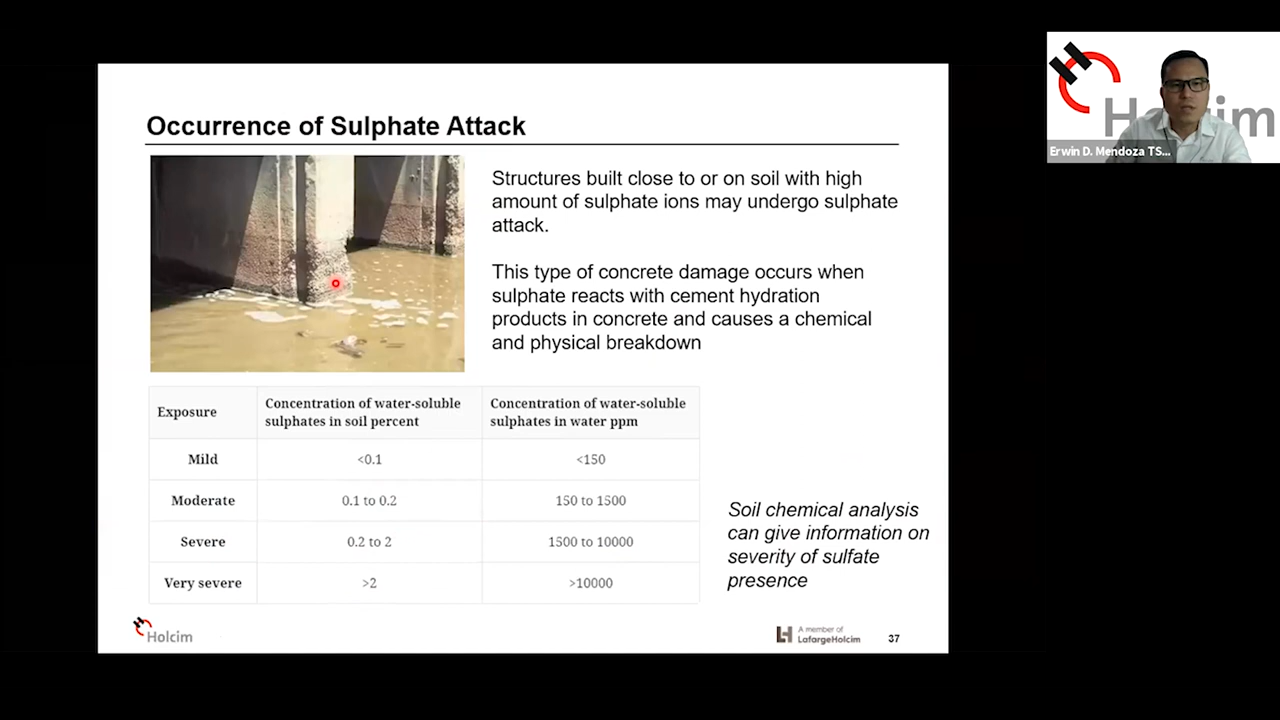 Occurrence of Sulphate Attack
Structures built close to or on soil with high
amount of sulphate ions may undergo sulphate
attack.
This type of concrete damage occurs when
sulphate reacts with cement hydration
products in concrete and causes a chemical
and physical breakdown
Exposure
Concentration of water-soluble
sulphates in soil percent
Concentration of water-soluble
sulphates in water ppm
Mild
<0.1
<150
Moderate
0.1 to 0.2
150 to 1500
Severe
0.2 to 2
1500 to 10000
Very severe
>2
>10000
Soil chemical analysis
can give information on
severity of sulfate
presence
Holcim
A member of
LafargeHolcim
37
Erwin D. Mendoza TS...